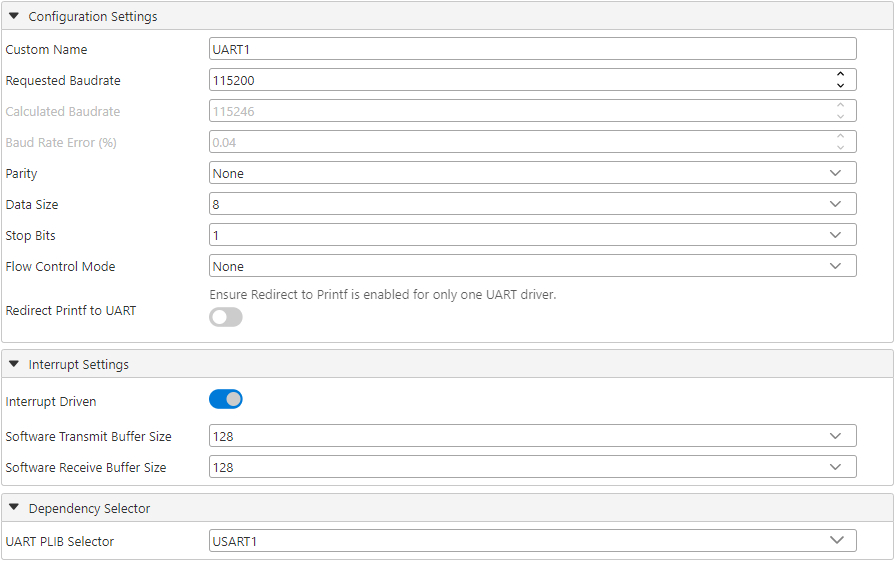 Configuration Settings
Custom Name UART1
Requested Baudrate 115200
Calculated Baudrate 115246
Baud Rate Error (%) 0.04
Parity None
Data Size 8
Stop Bits 1
Flow Control Mode None
Ensure Redirect to Printf is enabled for only one UART driver.
Redirect Printf to UART
Interrupt Settings
Interrupt Driven
Software Transmit Buffer Size 128
Software Receive Buffer Size 128
Dependency Selector
UART PLIB Selector USART1